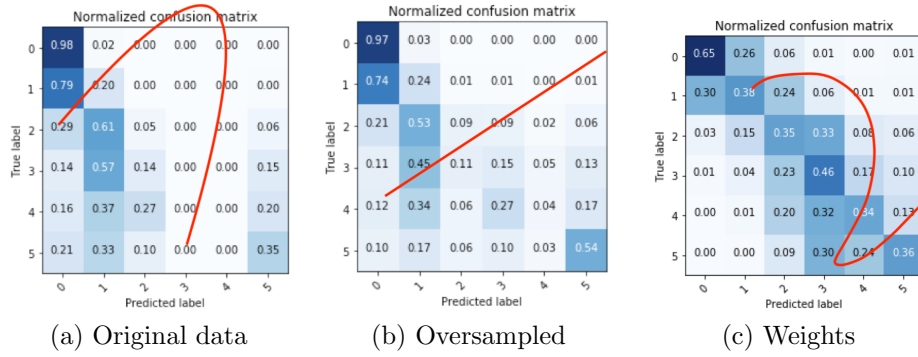 Normalized confusion matrix
True label
0 0.98 0.02 0.00 0.00 0.00 0.00
1 0.79 0.20 0.00 0.00 0.00 0.00
2 0.29 0.61 0.05 0.00 0.00 0.06
3 0.14 0.57 0.14 0.00 0.00 0.15
4 0.16 0.37 0.27 0.00 0.00 0.20
5 0.21 0.33 0.10 0.00 0.00 0.35
0 1 2 3 4 5
Predicted label
(a) Original data
Normalized confusion matrix
True label
0 0.97 0.03 0.00 0.00 0.00 0.00
1 0.74 0.24 0.01 0.01 0.00 0.01
2 0.21 0.53 0.09 0.09 0.02 0.06
3 0.11 0.45 0.11 0.15 0.05 0.13
4 0.12 0.34 0.06 0.27 0.04 0.17
5 0.10 0.17 0.06 0.10 0.03 0.54
0 1 2 3 4 5
Predicted label
(b) Oversampled
Normalized confusion matrix
True label
0 0.65 0.26 0.06 0.01 0.00 0.01
1 0.30 0.38 0.24 0.06 0.01 0.01
2 0.03 0.15 0.35 0.33 0.08 0.06
3 0.01 0.04 0.23 0.46 0.17 0.10
4 0.00 0.01 0.20 0.32 0.34 0.13
5 0.00 0.00 0.09 0.30 0.24 0.36
0 1 2 3 4 5
Predicted label
(c) Weights